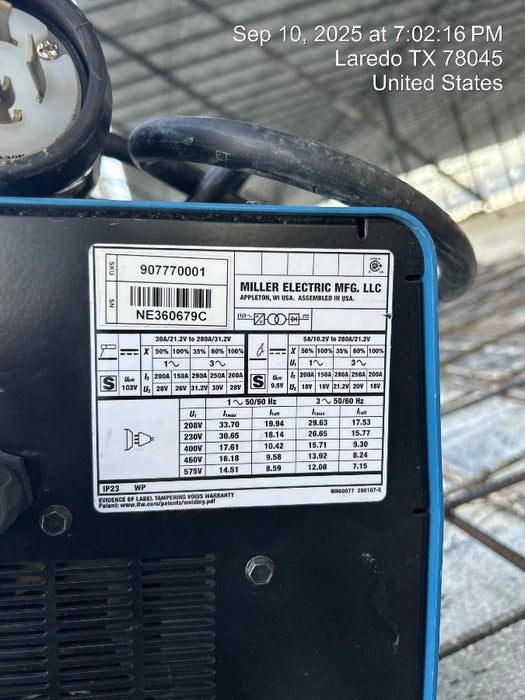 Sep 10, 2025 at 7:02:16 PM
Laredo TX 78045
United States
SKU 907770001
SN NE360679C
MILLER ELECTRIC MFG. LLC
APPLETON, WI USA. ASSEMBLED IN USA.
30A/21.2V to 280A/31.2V
X 50% 100% 35% 60% 100%
1~ 3~
S U₀ₘ 103V
I₂ 200A 150A 280A 250A 200A
U₂ 28V 26V 31.2V 30V 28V
5A/10.2V to 280A/21.2V
X 50% 100% 35% 60% 100%
U₁ 1~ 3~
S 9.5V
I₂ 200A 150A 280A 250A 200A
U₂ 18V 16V 21.2V 20V 18V
1~ 50/60 Hz 3~ 50/60 Hz
U₁ I₁max I₁eff I₁max I₁eff
208V 33.70 19.94 29.63 17.53
230V 30.65 18.14 26.65 15.77
400V 17.61 10.42 15.71 9.30
460V 16.18 9.58 13.92 8.24
575V 14.51 8.59 12.08 7.15
IP23 WP
EVIDENCE OF LABEL TAMPERING VOIDS WARRANTY
Patent: www.itw.com/patents/welding.pdf